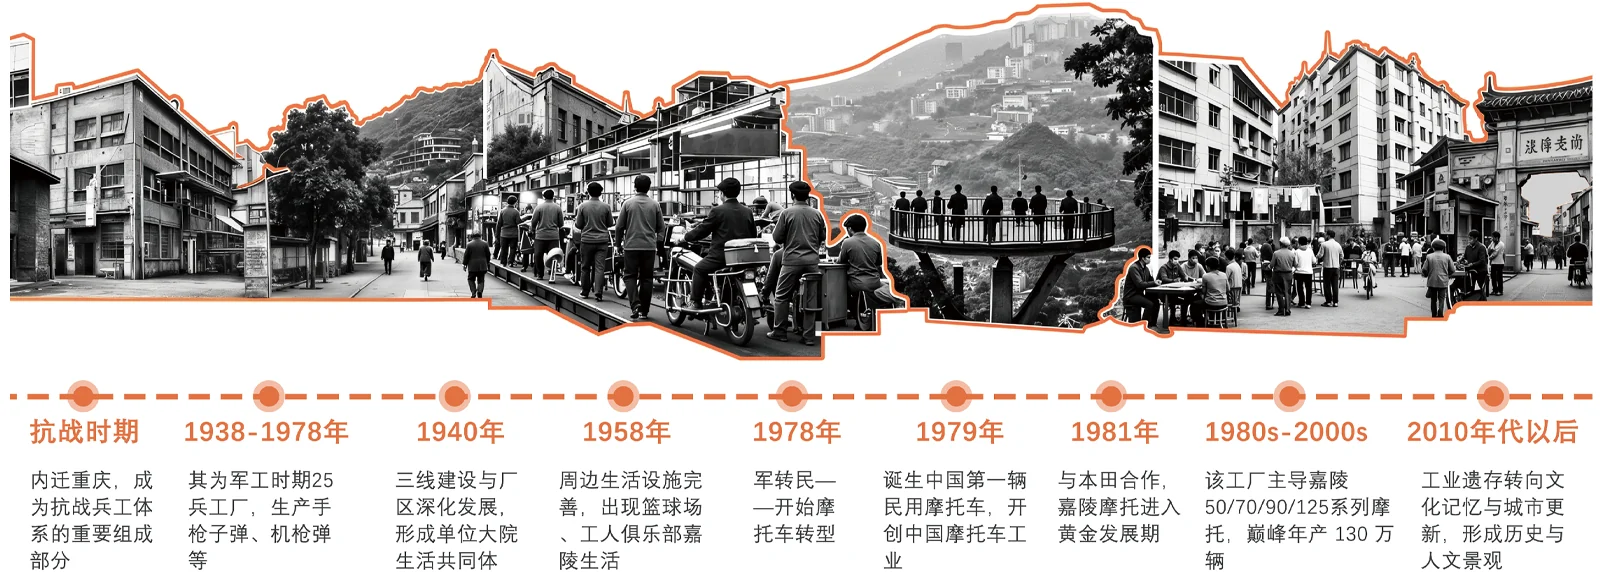 抗战时期
内迁重庆，成
为抗战兵工体
系的重要组成
部分
1938-1978年
其为军工时期25
兵工厂，生产手
枪子弹、机枪弹
等
1940年
三线建设与厂
区深化发展，
形成单位大院
生活共同体
1958年
周边生活设施完
善，出现篮球场
、工人俱乐部嘉
陵生活
1978年
军转民—
—开始摩
托车转型
1979年
诞生中国第一辆
民用摩托车，开
创中国摩托车工
业
1981年
与本田合作，
嘉陵摩托进入
黄金发展期
1980s-2000s
该工厂主导嘉陵
50/70/90/125系列摩
托，巅峰年产 130 万
辆
2010年代以后
工业遗存转向文
化记忆与城市更
新，形成历史与
人文景观